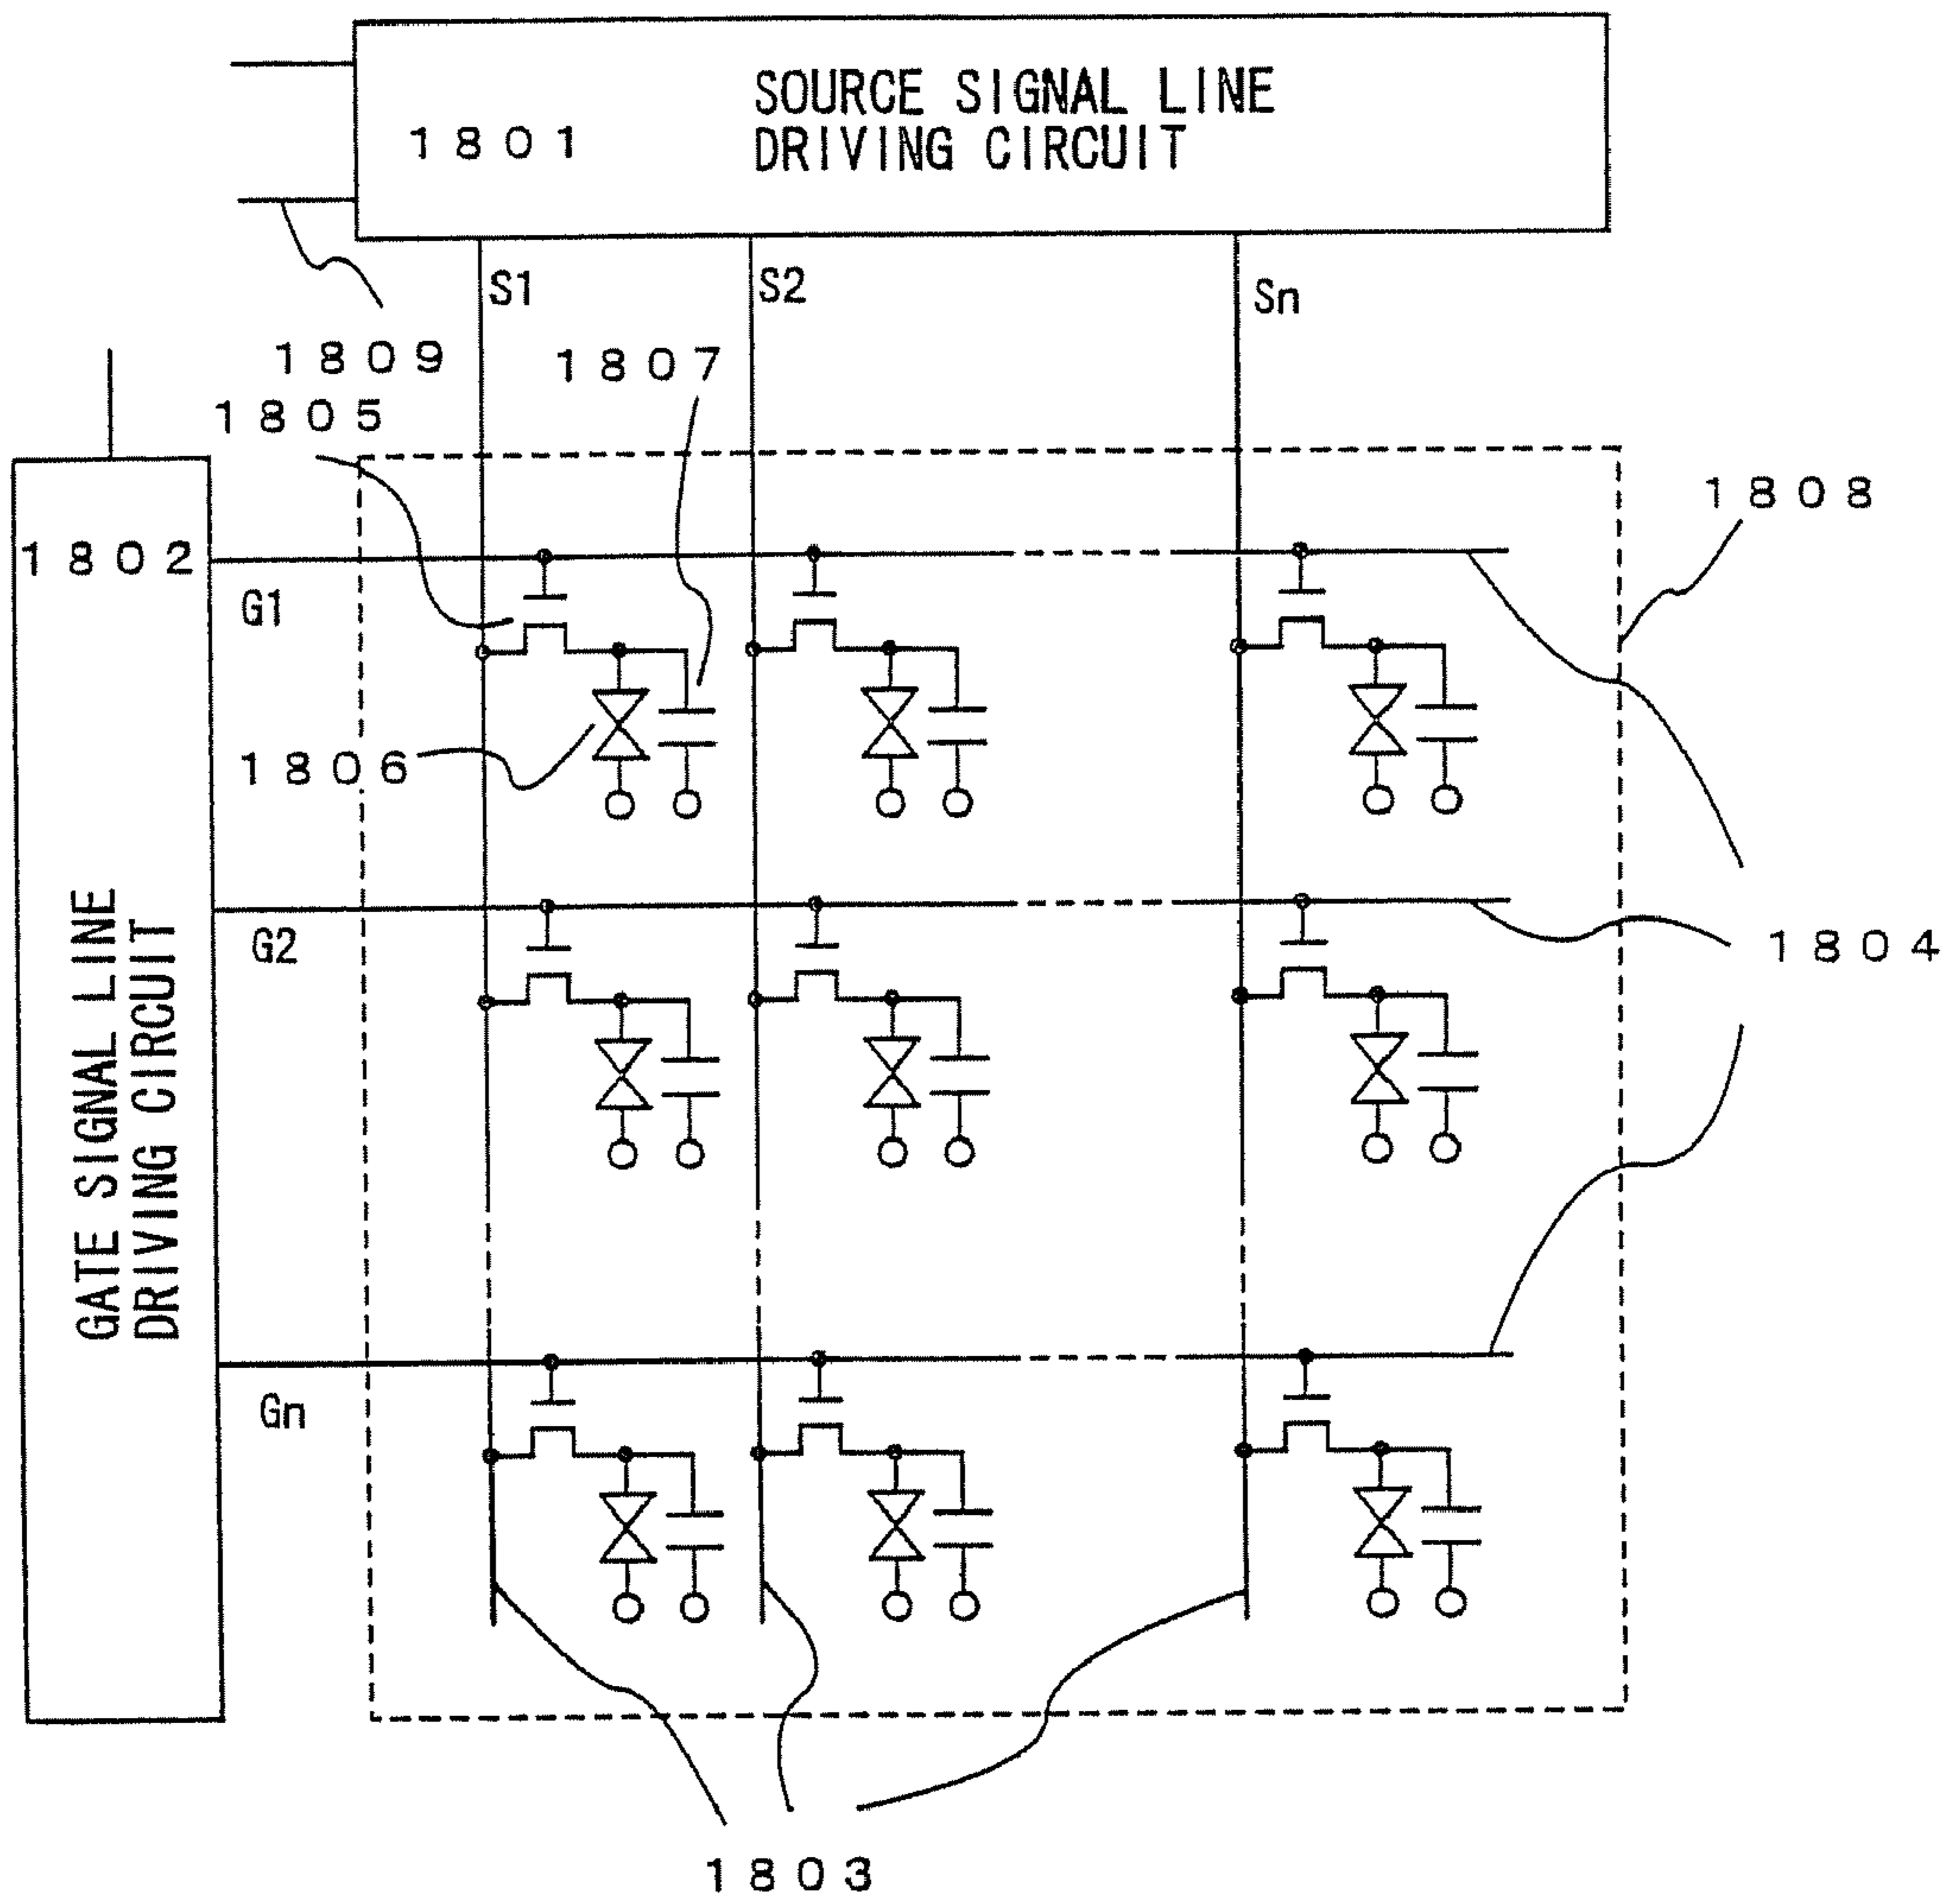 SOURCE SIGNAL LINE
1801
DRIVING CIRCUIT
S1
S2
Sn
1809
1807
1805
1808
1802
G1
1806
G2
1804
GATE SIGNAL LINE
DRIVING CIRCUIT
Gn
1803